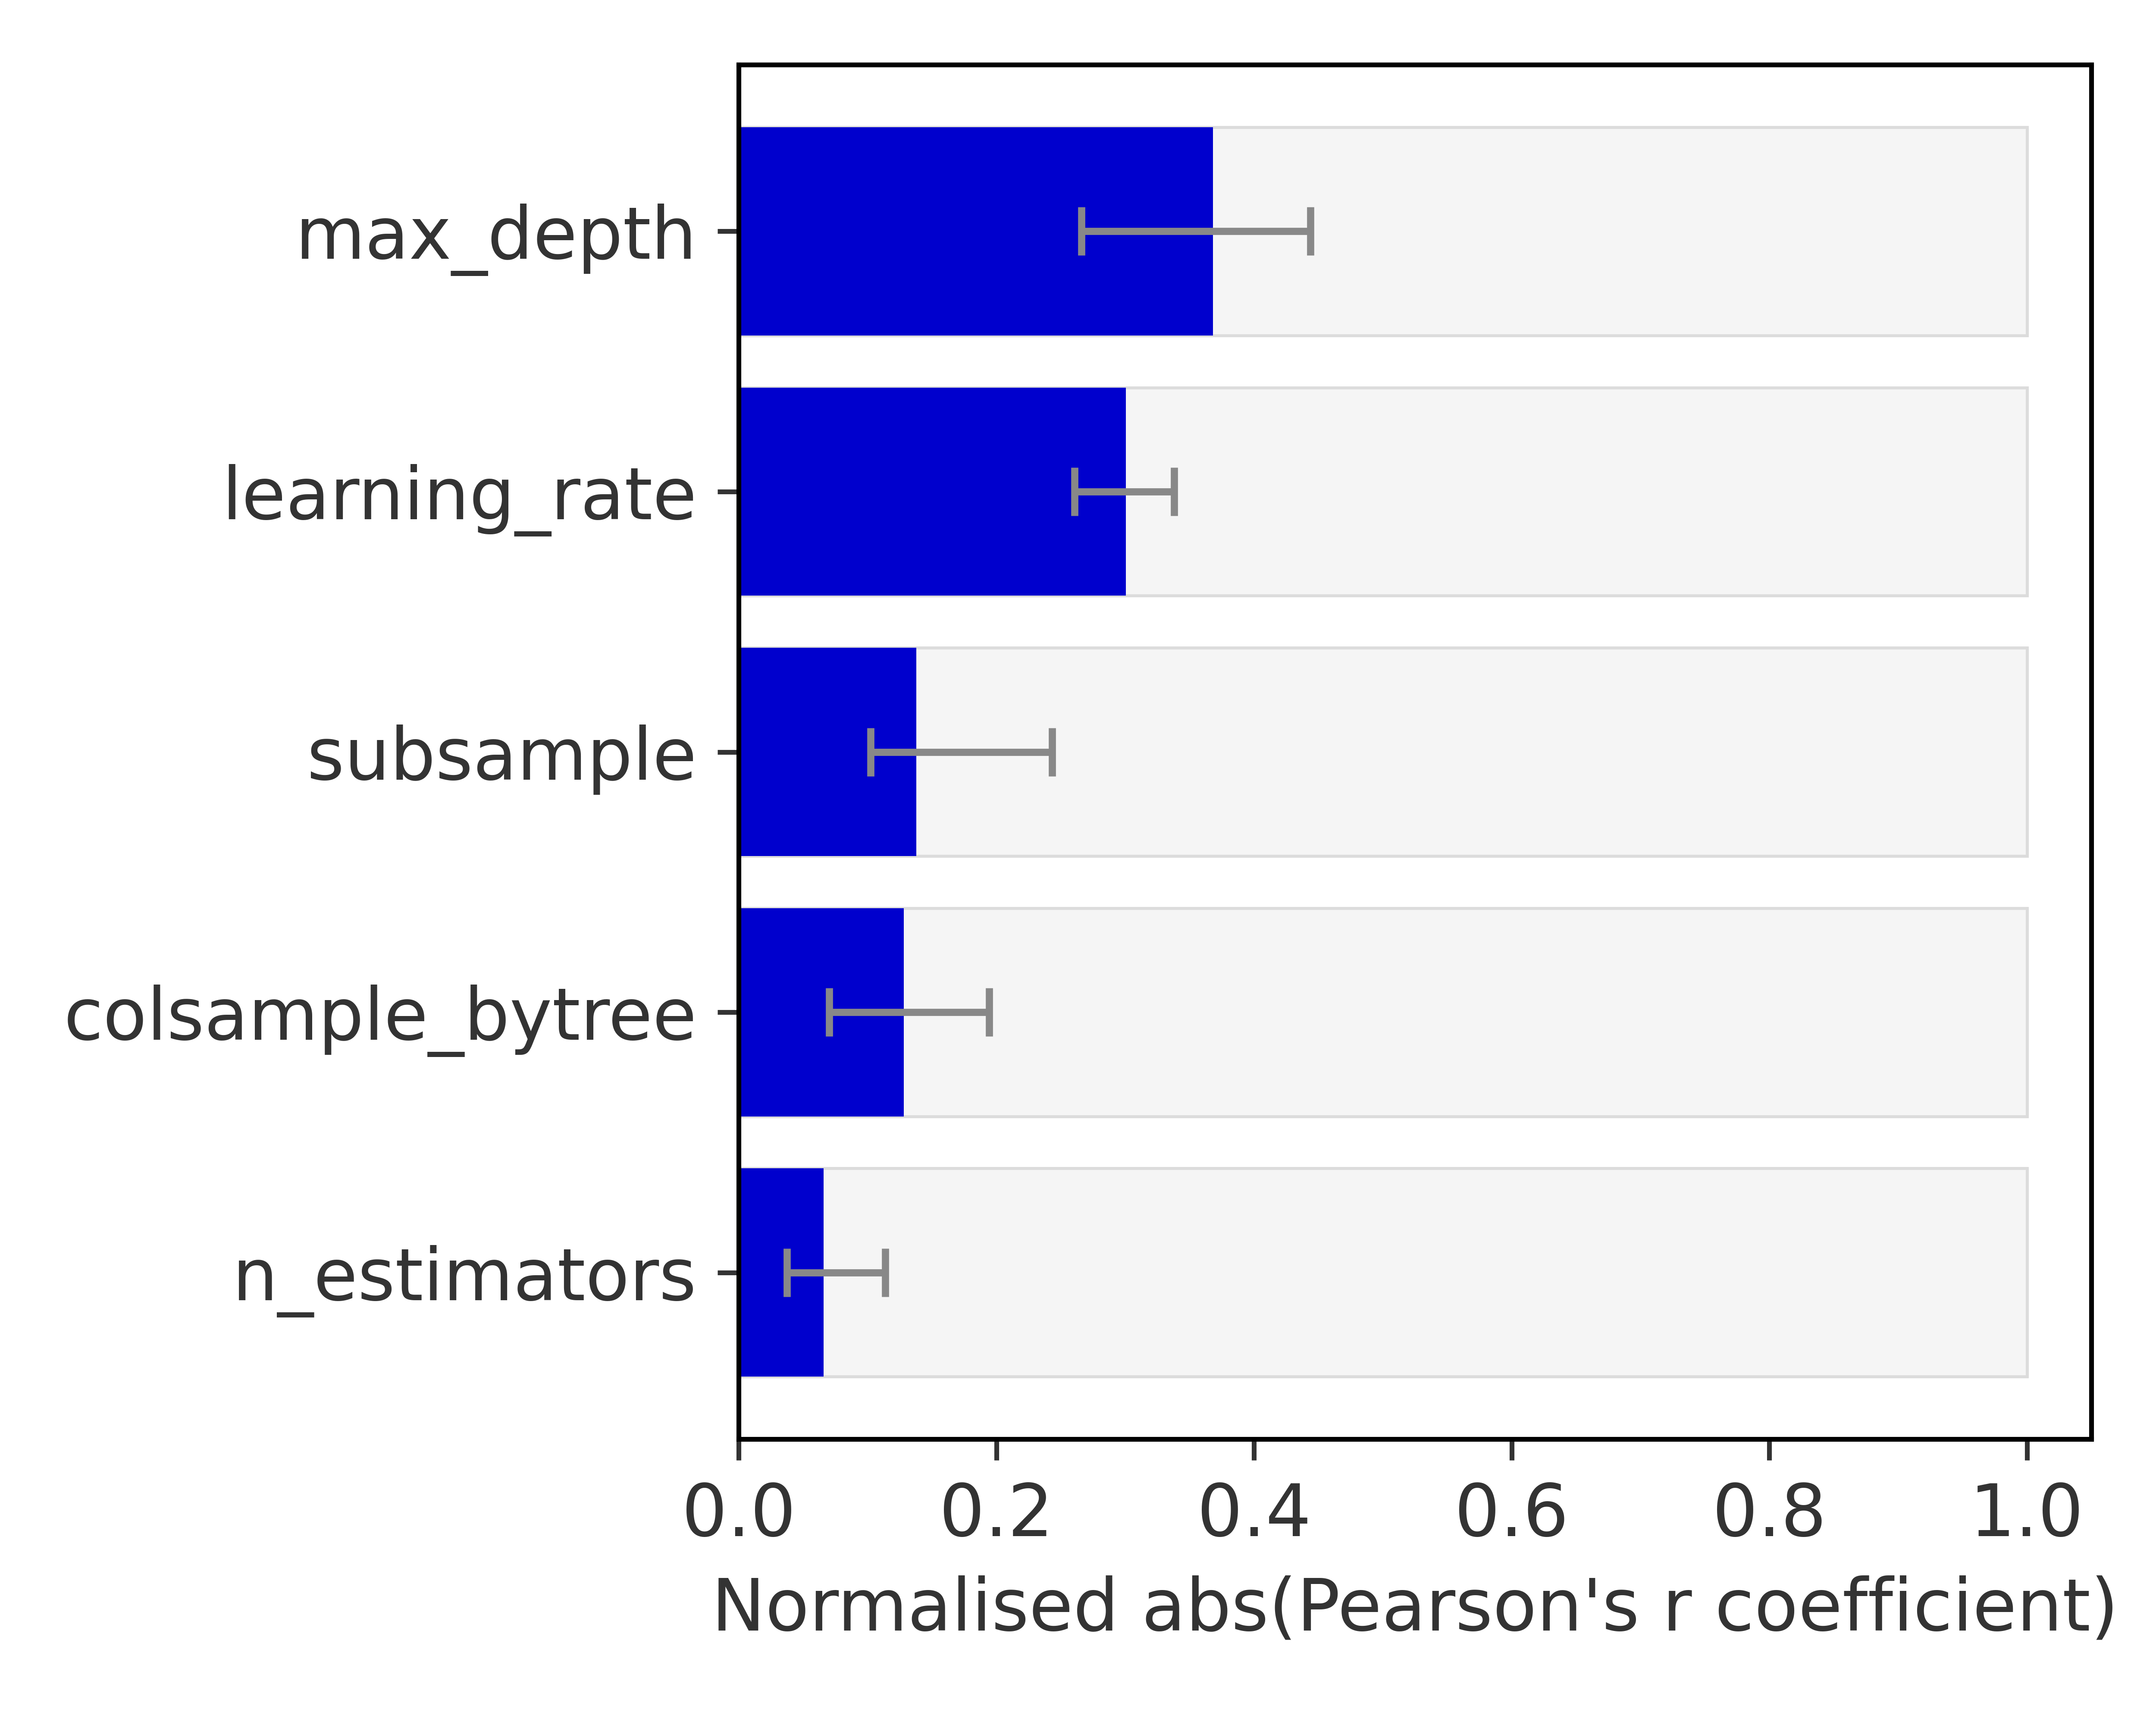 max_depth
learning_rate
subsample
colsample_bytree
n_estimators
0.0 0.2 0.4 0.6 0.8 1.0
Normalised abs(Pearson's r coefficient)